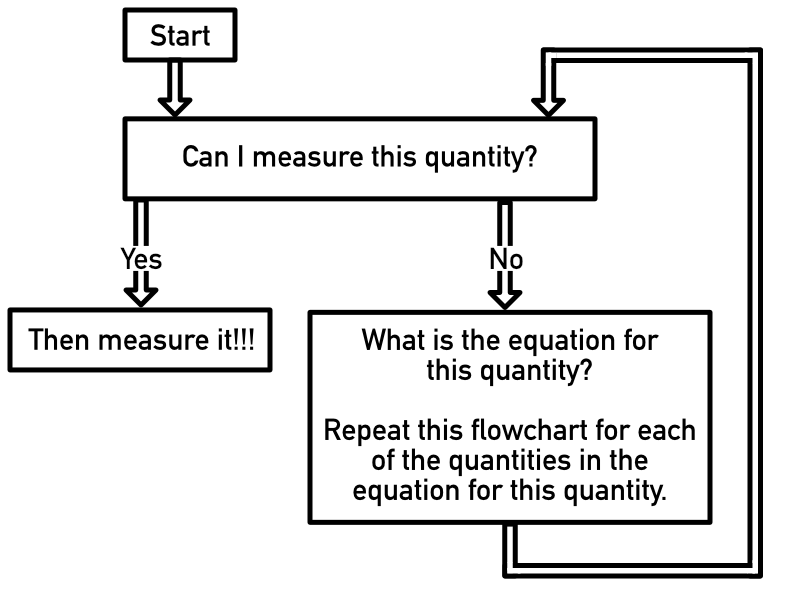 Start
Can I measure this quantity?
Yes
No
Then measure it!!!
What is the equation for
this quantity?
Repeat this flowchart for each
of the quantities in the
equation for this quantity.